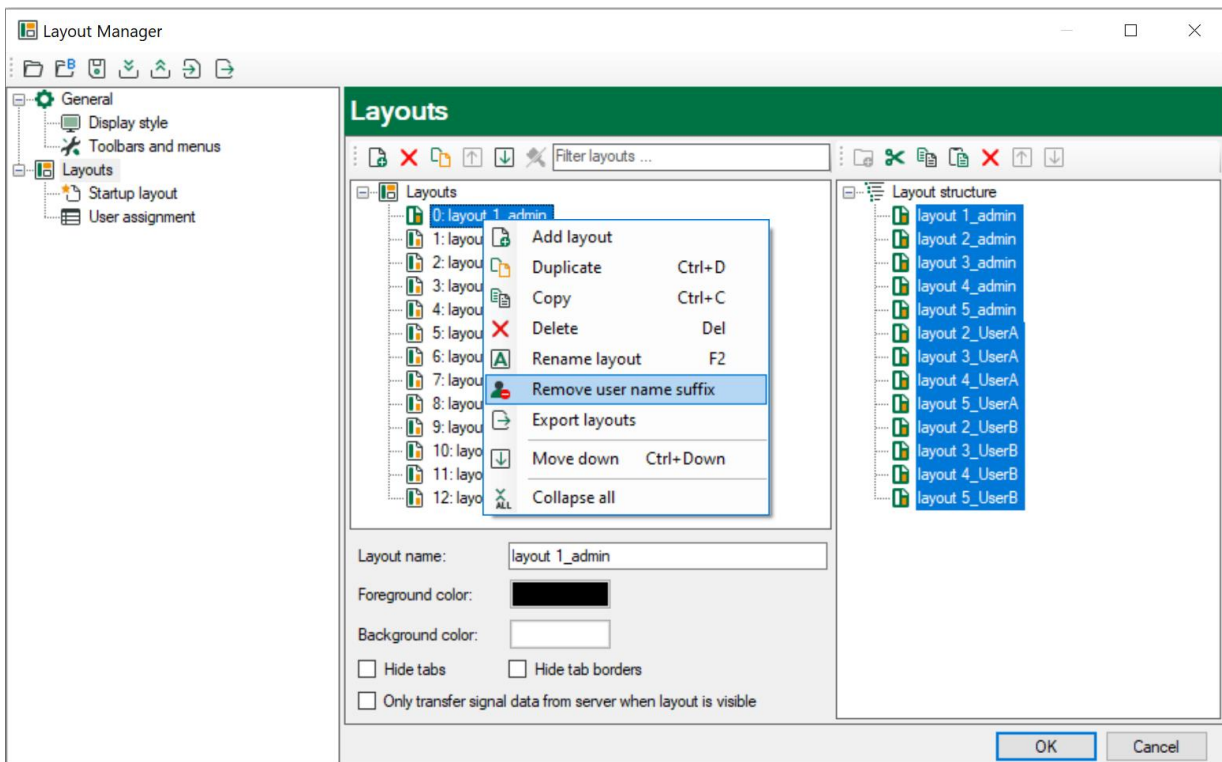 Layout Manager
B
General
Display style
Toolbars and menus
Layouts
Startup layout
User assignment
Layouts
Filter layouts ...
Layouts
0: layout 1_admin
1: layou
2: layou
3: layou
4: layou
5: layou
6: layou
7: layou
8: layou
9: layou
10: layo
11: layo
12: layo
Add layout
Duplicate Ctrl+D
Copy Ctrl+C
Delete Del
A Rename layout F2
Remove user name suffix
Export layouts
Move down Ctrl+Down
ALL Collapse all
Layout structure
layout 1_admin
layout 2_admin
layout 3_admin
layout 4_admin
layout 5_admin
layout 2_UserA
layout 3_UserA
layout 4_UserA
layout 5_UserA
layout 2_UserB
layout 3_UserB
layout 4_UserB
layout 5_UserB
Layout name: layout 1_admin
Foreground color:
Background color:
Hide tabs Hide tab borders
Only transfer signal data from server when layout is visible
OK Cancel